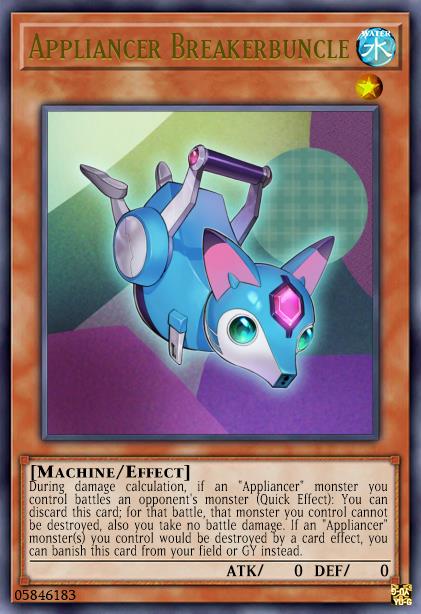 APPLIANCER BREAKERBUNCLE
WATER
水
[MACHINE/EFFECT]
During damage calculation, if an "Appliancer" monster you
control battles an opponent's monster (Quick Effect): You can
discard this card; for that battle, that monster you control cannot
be destroyed, also you take no battle damage. If an "Appliancer"
monster(s) you control would be destroyed by a card effect, you
can banish this card from your field or GY instead.
ATK/ 0 DEF/ 0
05846183